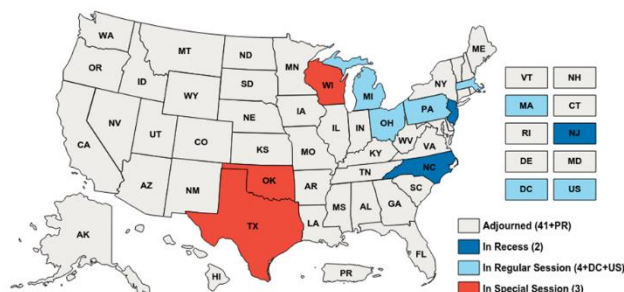 WA
MT
ND
MN
ME
OR
ID
SD
WI
NY
WY
MI
NE
IA
PA
NV
UT
CO
IL
IN
OH
CA
KS
MO
WV
VA
KY
AZ
NM
OK
AR
TN
NC
SC
TX
LA
MS
AL
GA
AK
HI
PR
FL
VT NH
MA CT
RI NJ
DE MD
DC US
Adjourned (41+PR)
In Recess (2)
In Regular Session (4+DC+US)
In Special Session (3)